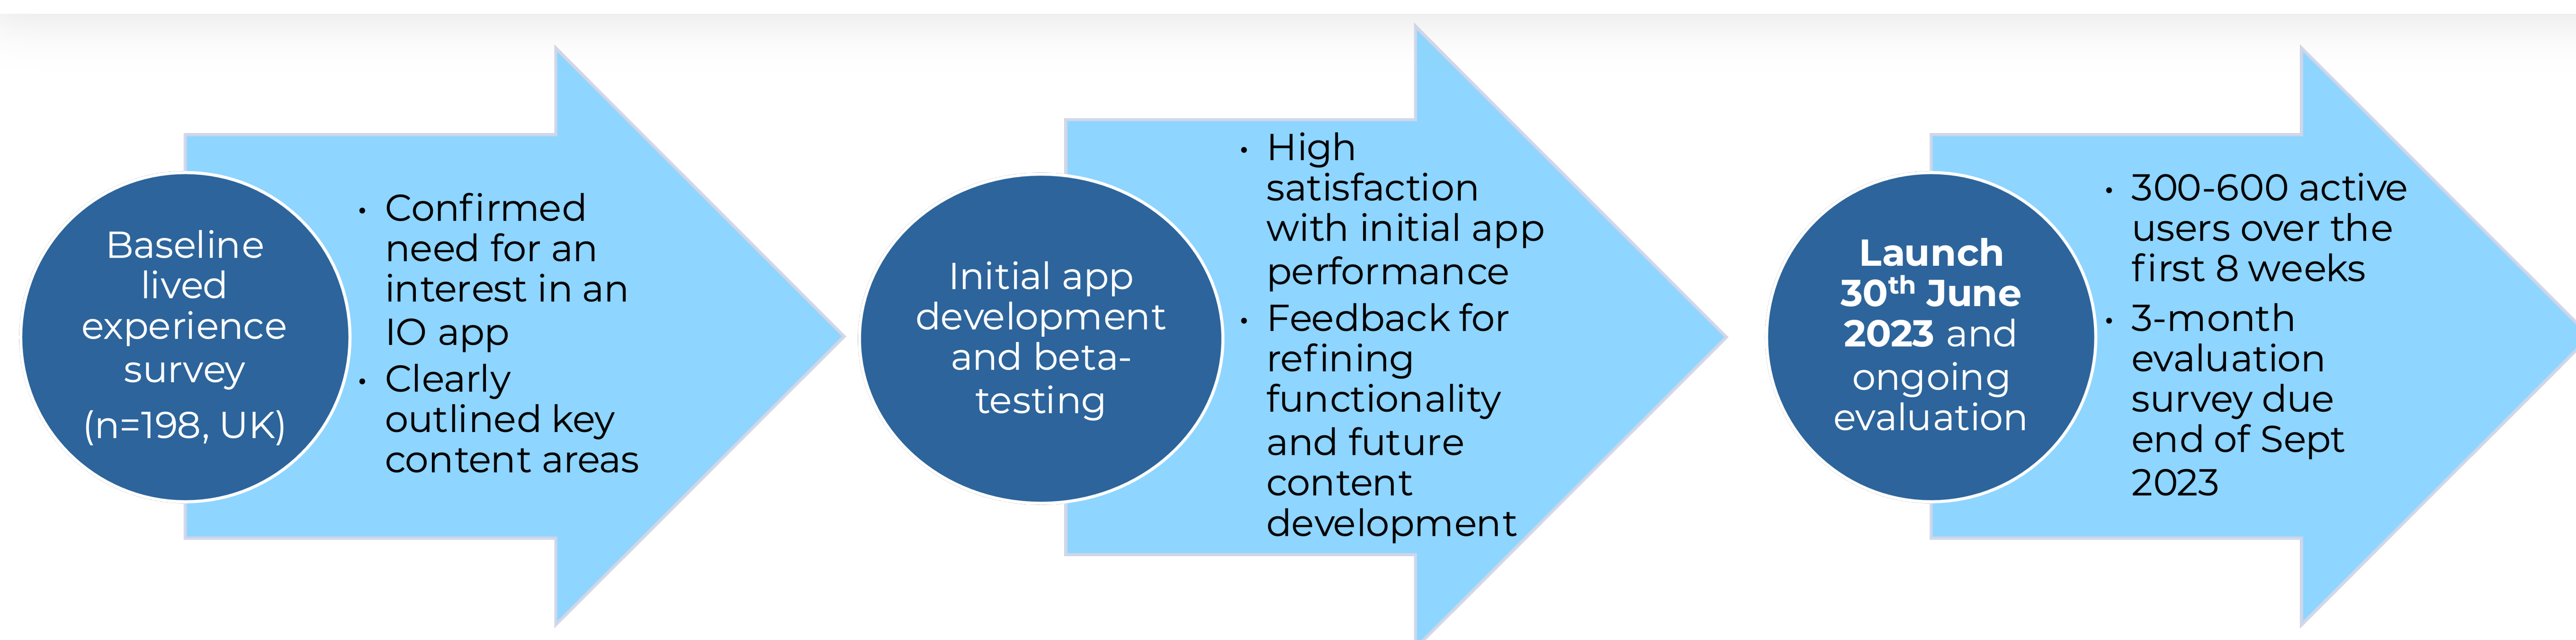 Baseline
lived
experience
survey
(n=198, UK)
• Confirmed
need for an
interest in an
IO app
• Clearly
outlined key
content areas
Initial app
development
and beta-
testing
• High
satisfaction
with initial app
performance
• Feedback for
refining
functionality
and future
content
development
Launch
30th June
2023 and
ongoing
evaluation
• 300-600 active
users over the
first 8 weeks
• 3-month
evaluation
survey due
end of Sept
2023